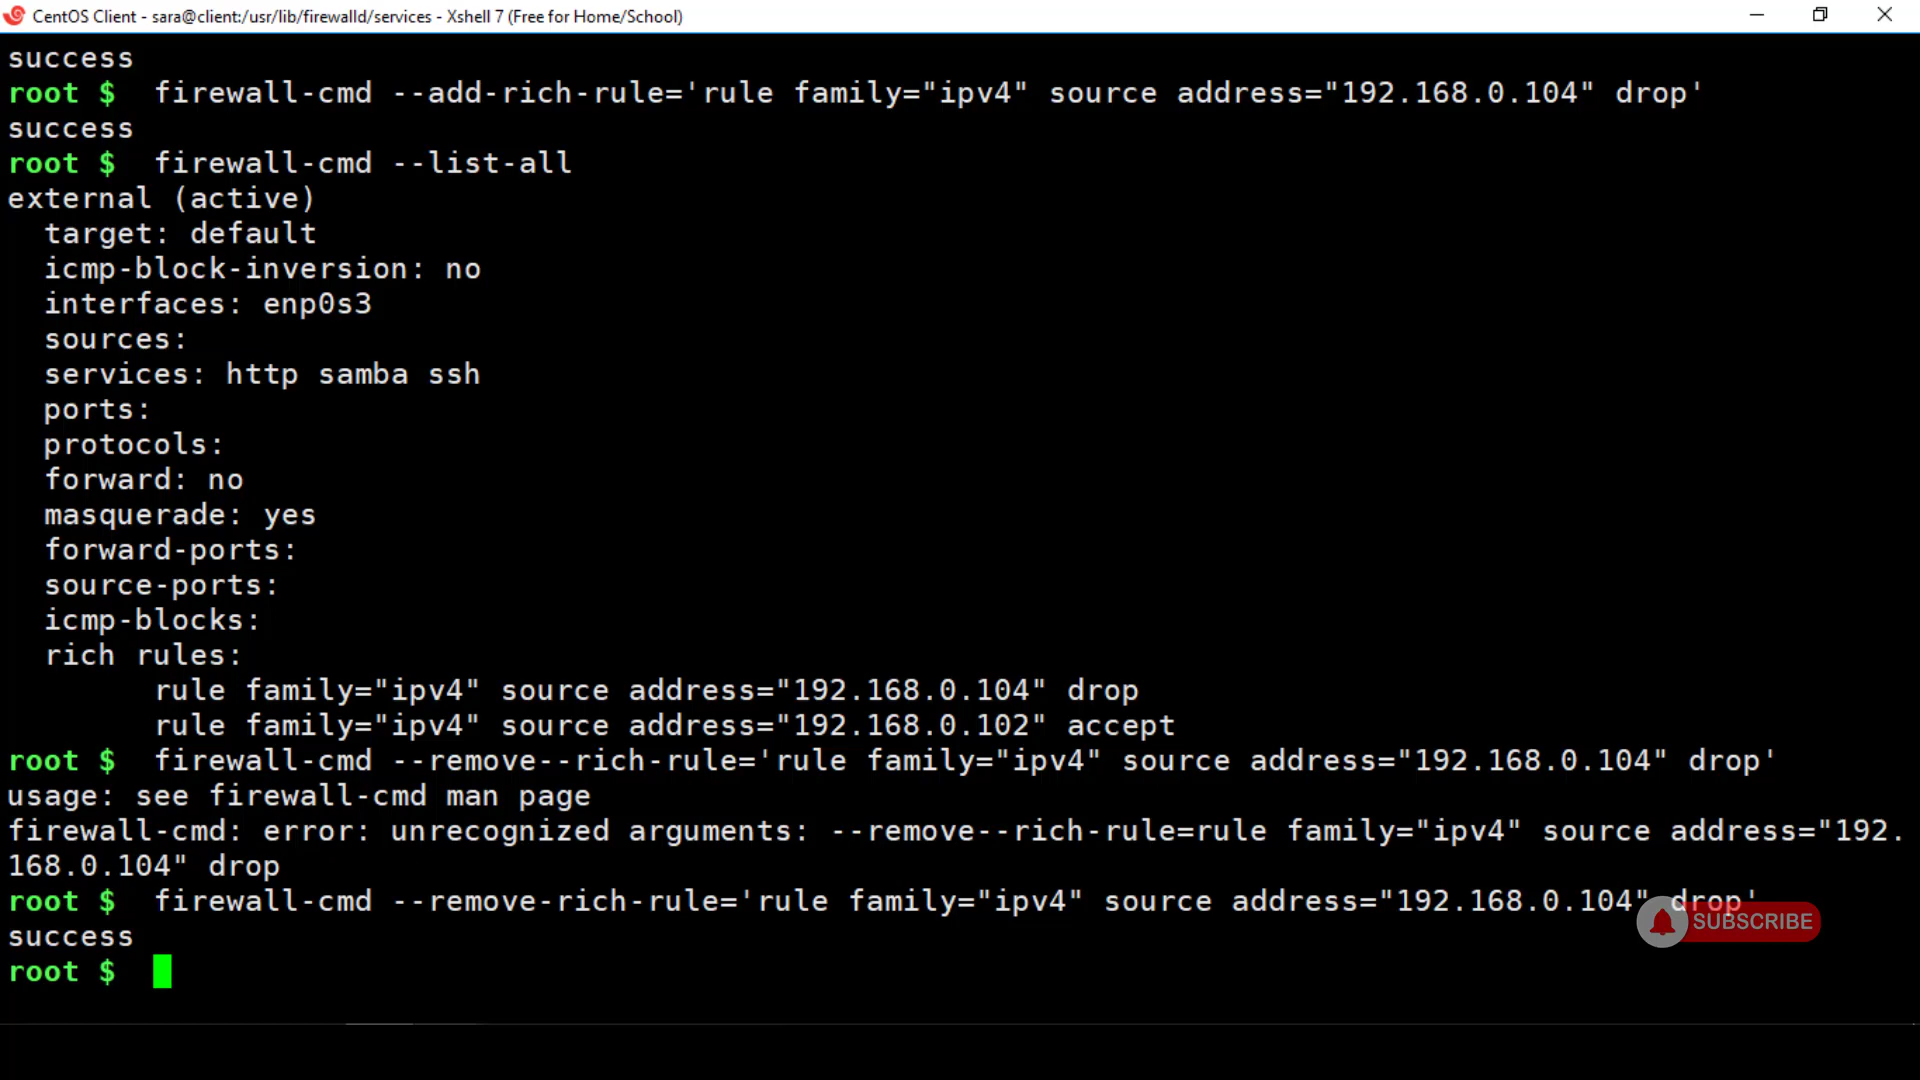 CentOS Client - sara@client:/usr/lib/firewalld/services - Xshell 7 (Free for Home/School)
success
root $  firewall-cmd --add-rich-rule='rule family="ipv4" source address="192.168.0.104" drop'
success
root $  firewall-cmd --list-all
external (active)
  target: default
  icmp-block-inversion: no
  interfaces: enp0s3
  sources:
  services: http samba ssh
  ports:
  protocols:
  forward: no
  masquerade: yes
  forward-ports:
  source-ports:
  icmp-blocks:
  rich rules:
        rule family="ipv4" source address="192.168.0.104" drop
        rule family="ipv4" source address="192.168.0.102" accept
root $  firewall-cmd --remove--rich-rule='rule family="ipv4" source address="192.168.0.104" drop'
usage: see firewall-cmd man page
firewall-cmd: error: unrecognized arguments: --remove--rich-rule=rule family="ipv4" source address="192.
168.0.104" drop
root $  firewall-cmd --remove-rich-rule='rule family="ipv4" source address="192.168.0.104" drop'
SUBSCRIBE
success
root $